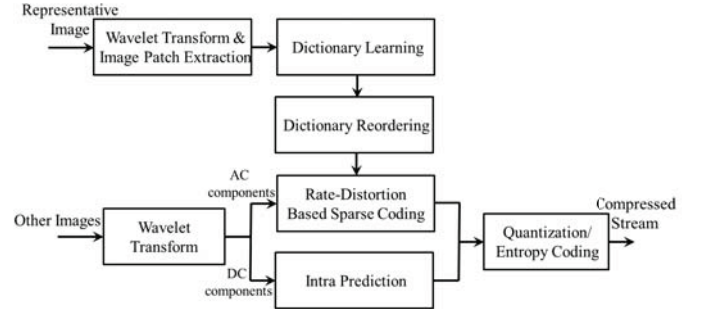 Representative
Image
Wavelet Transform &
Image Patch Extraction
Dictionary Learning
Dictionary Reordering
AC
components
Rate-Distortion
Based Sparse Coding
Other Images
Wavelet
Transform
DC
components
Intra Prediction
Quantization/
Entropy Coding
Compressed
Stream